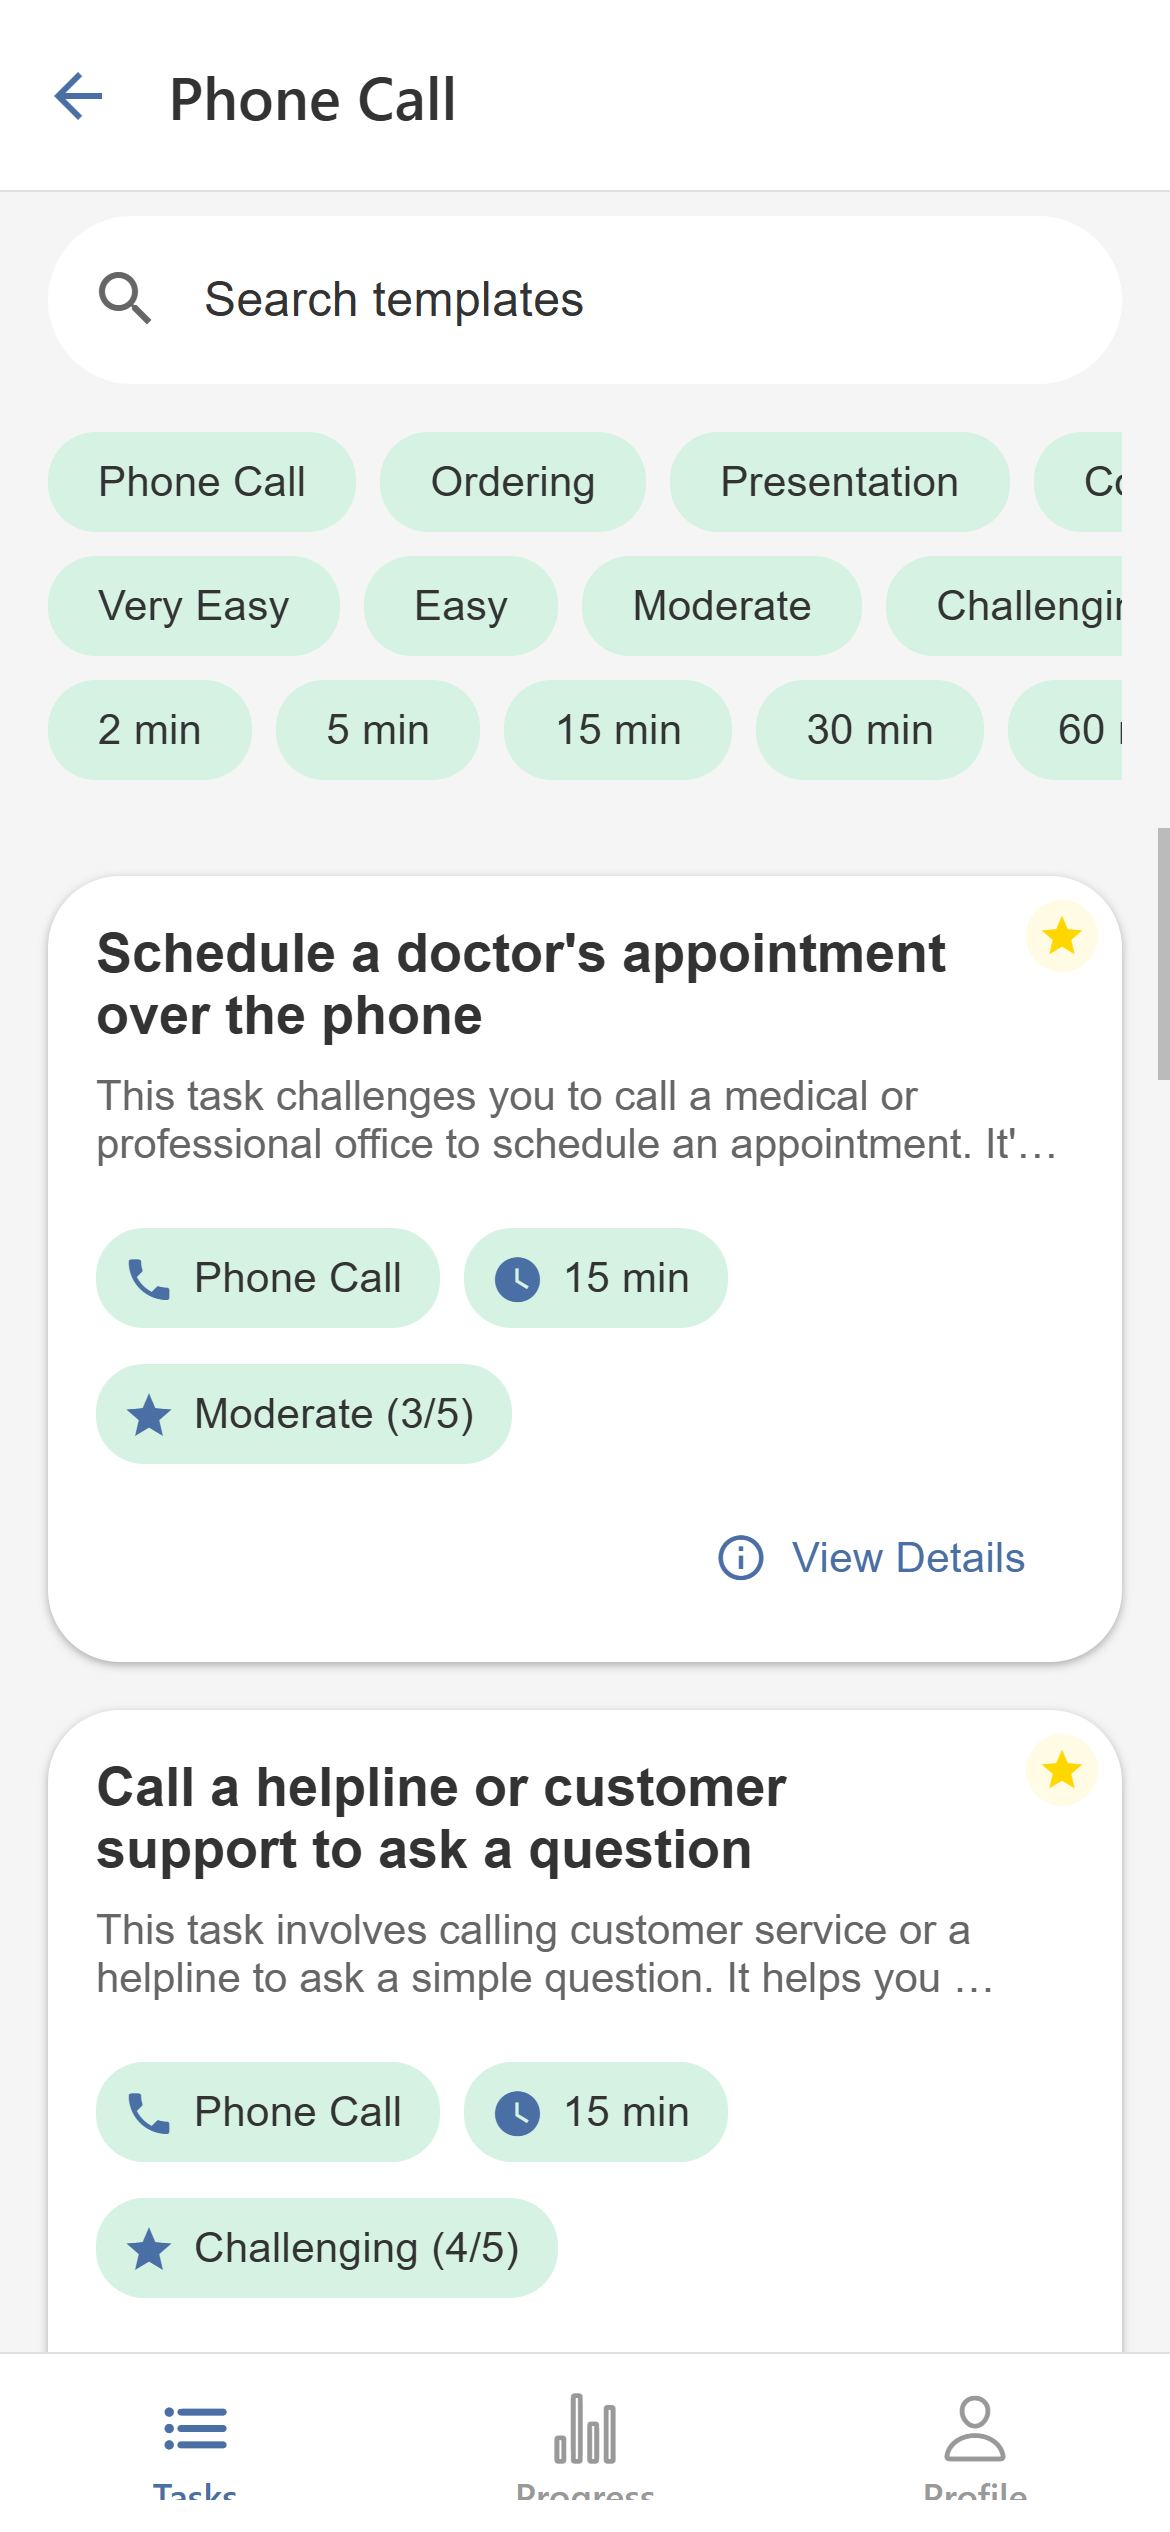 Phone Call
Search templates
Phone Call Ordering Presentation
Very Easy Easy Moderate
2 min 5 min 15 min 30 min 60
Schedule a doctor's appointment
over the phone
This task challenges you to call a medical or
professional office to schedule an appointment. It'…
Phone Call 15 min
Moderate (3/5)
View Details
Call a helpline or customer
support to ask a question
This task involves calling customer service or a
helpline to ask a simple question. It helps you …
Phone Call 15 min
Challenging (4/5)
Tasks Progress Profile